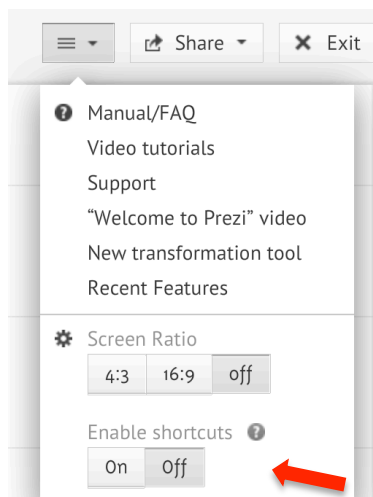 Share
Exit
Manual/FAQ
Video tutorials
Support
“Welcome to Prezi” video
New transformation tool
Recent Features
Screen Ratio
4:3 16:9 off
Enable shortcuts
On Off